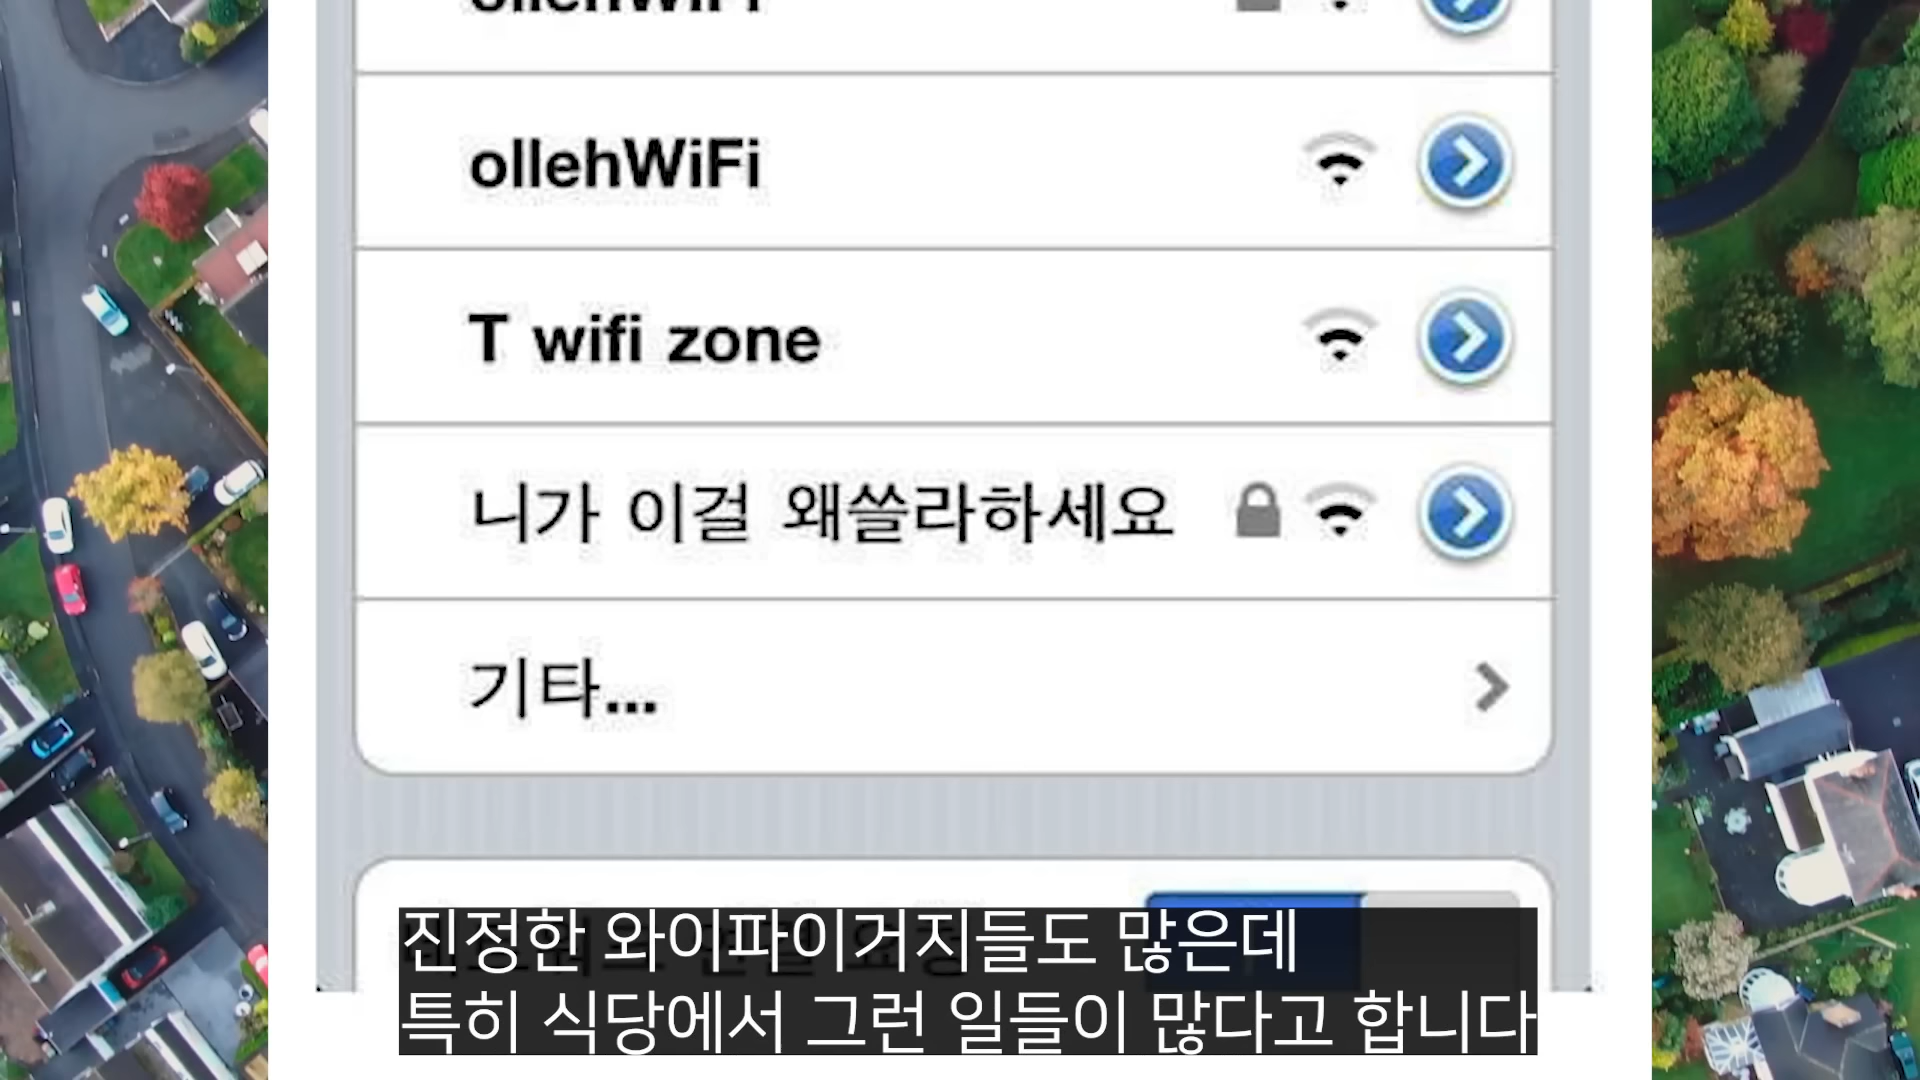 ollehWiFi
ollehWiFi
T wifi zone
니가 이걸 왜쓸라하세요
기타...
진정한 와이파이거지들도 많은데
특히 식당에서 그런 일들이 많다고 합니다